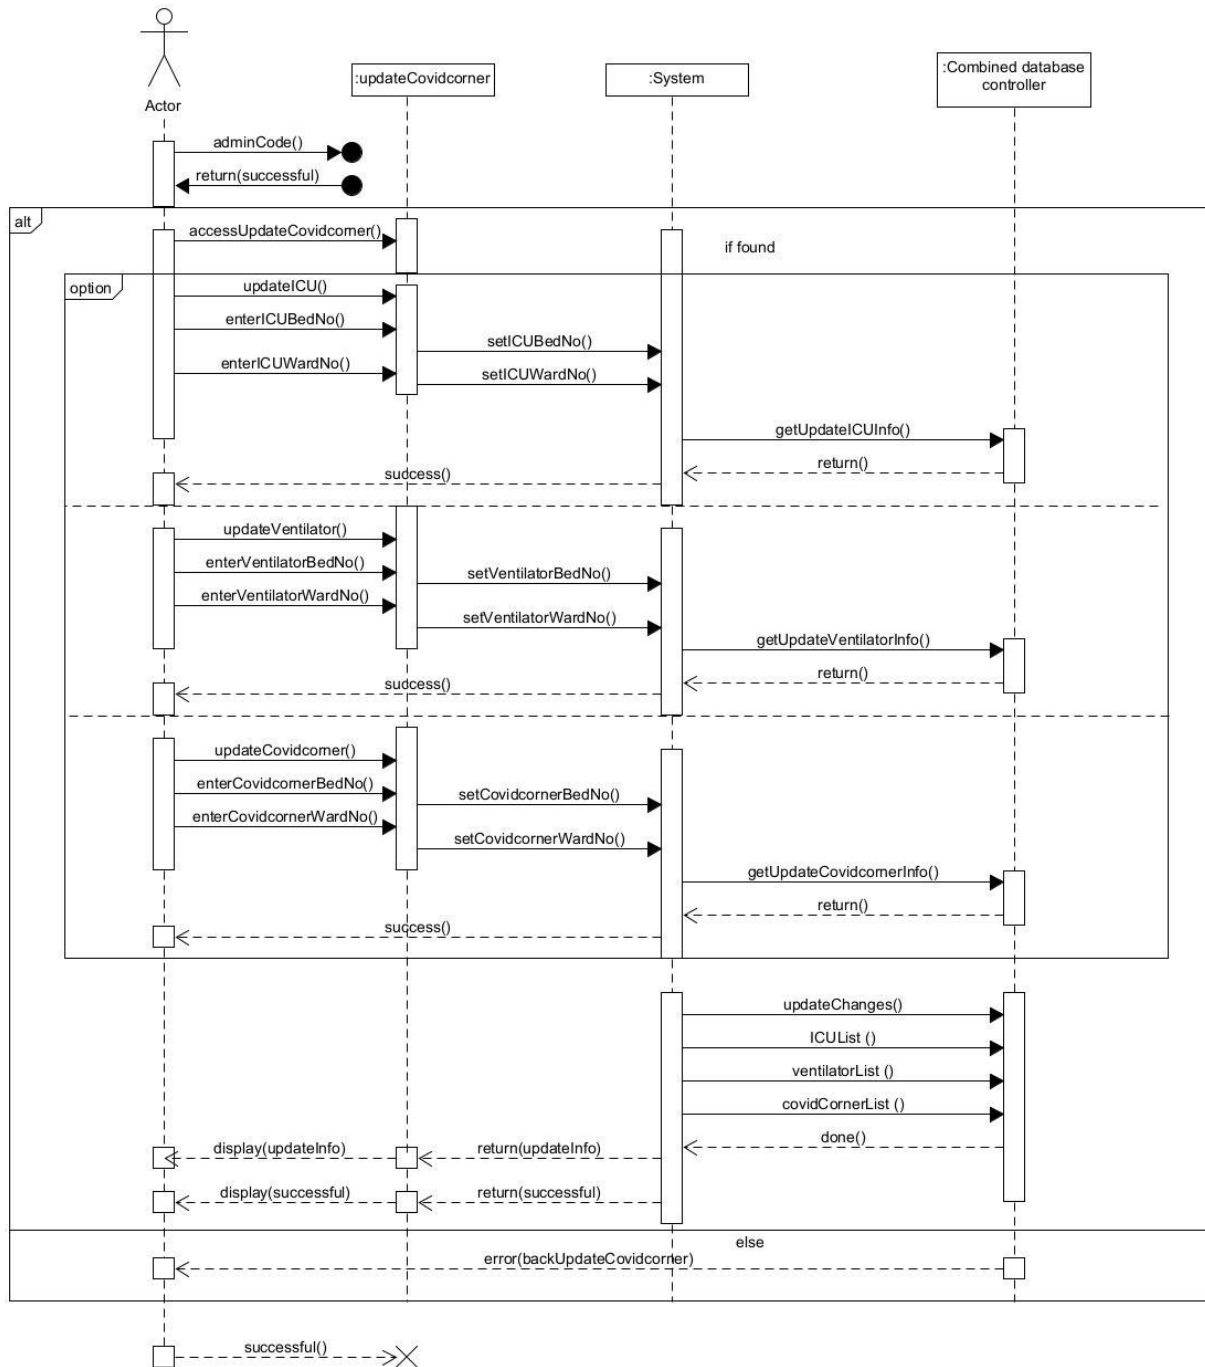 :updateCovidcorner
:System
:Combined database
controller
Actor
adminCode()
return(successful)
alt
accessUpdateCovidcorner()
if found
option
updateICU()
enterICUBedNo()
setICUBedNo()
enterICUWardNo()
setICUWardNo()
getUpdateICUInfo()
return()
success()
updateVentilator()
enterVentilatorBedNo()
setVentilatorBedNo()
enterVentilatorWardNo()
setVentilatorWardNo()
getUpdateVentilatorInfo()
return()
success()
updateCovidcorner()
enterCovidcornerBedNo()
setCovidcornerBedNo()
enterCovidcornerWardNo()
setCovidcornerWardNo()
getUpdateCovidcornerInfo()
return()
success()
updateChanges()
ICUList ()
ventilatorList ()
covidCornerList ()
done()
display(updateInfo)
return(updateInfo)
display(successful)
return(successful)
else
error(backUpdateCovidcorner)
successful()